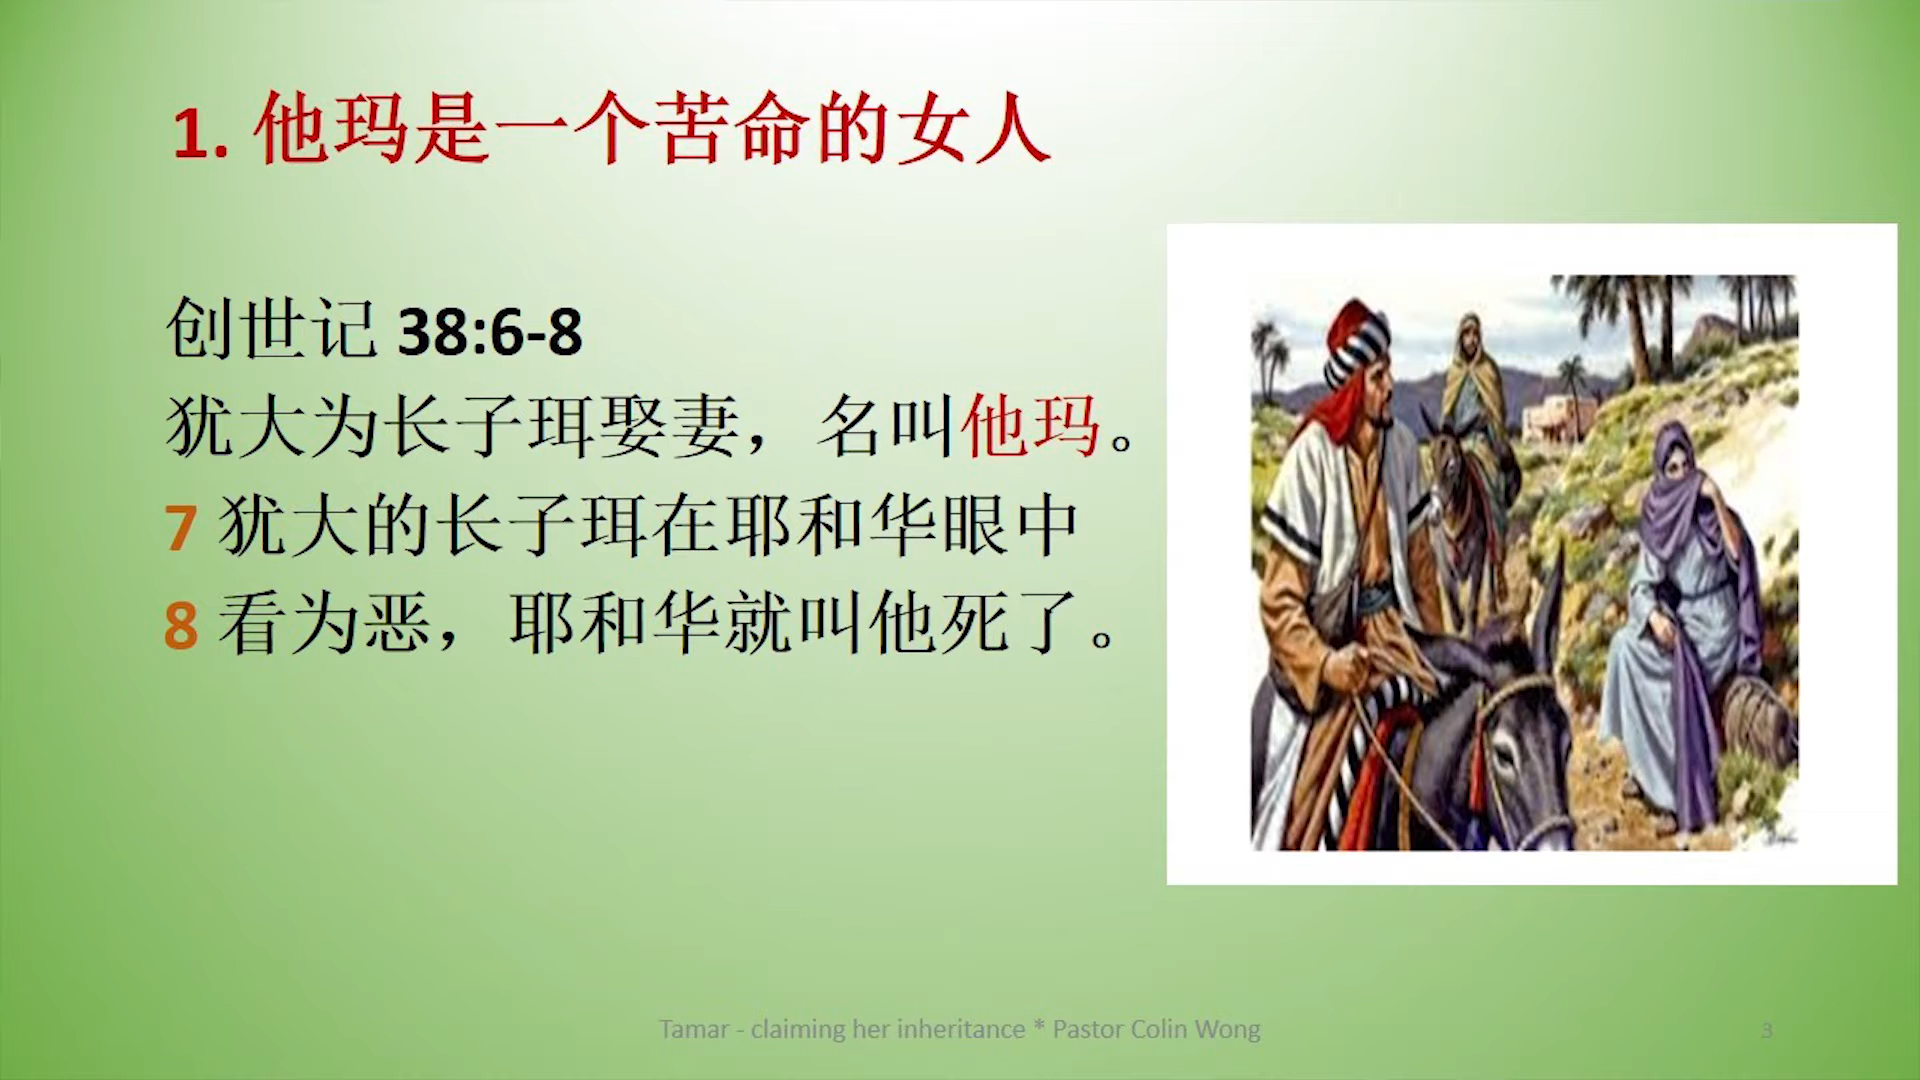 1. 他玛是一个苦命的女人
创世记 38:6-8
犹大为长子珥娶妻，名叫他玛。
7 犹大的长子珥在耶和华眼中
8 看为恶，耶和华就叫他死了。
Tamar - claiming her inheritance * Pastor Colin Wong
3